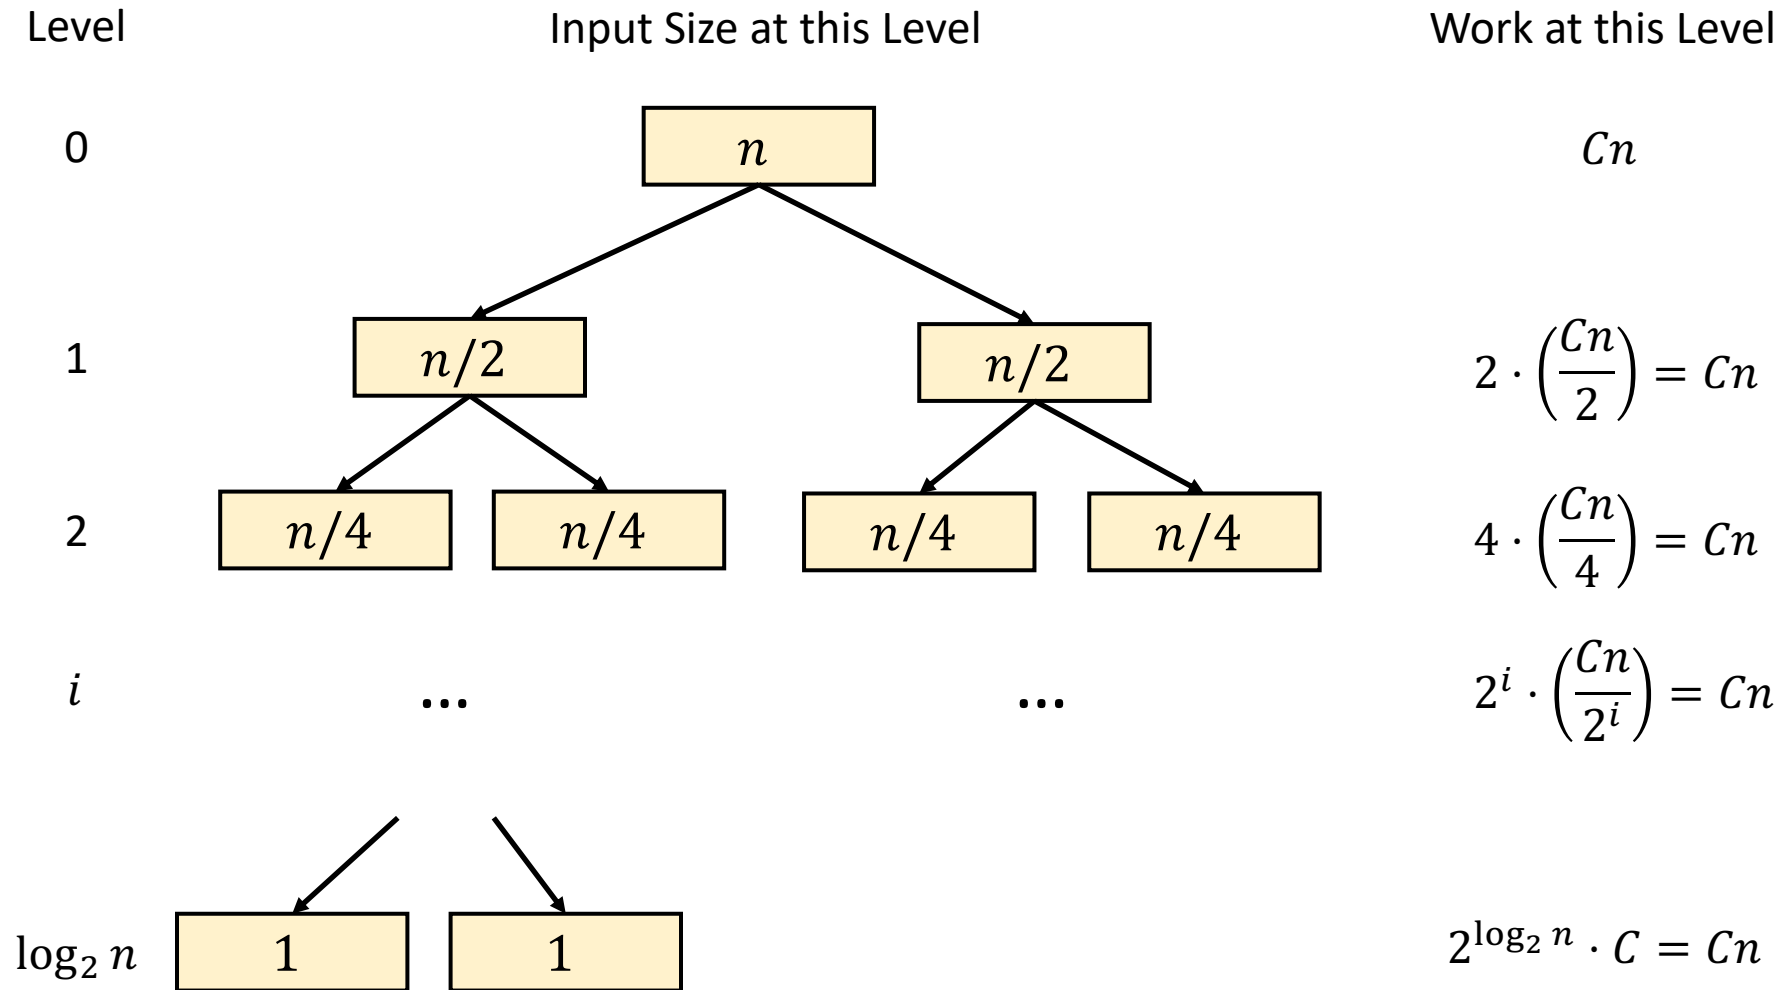 Level Input Size at this Level Work at this Level
0 n Cn
1 n/2 n/2 2 · (Cn/2) = Cn
2 n/4 n/4 n/4 n/4 4 · (Cn/4) = Cn
i ... ... 2^i · (Cn/2^i) = Cn
log₂ n 1 1 2^(log₂ n) · C = Cn